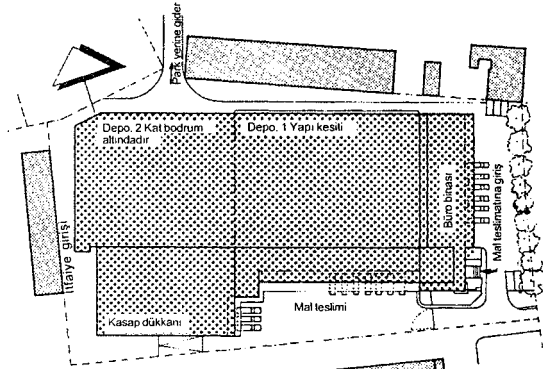 Park yerine gider
Depo. 2 Kat bodrum
altındadır
Depo. 1 Yapı kesiti
Büro binası
Mal teslimatına giriş
İtfaiye girişi
Mal teslimi
Kasap dükkanı